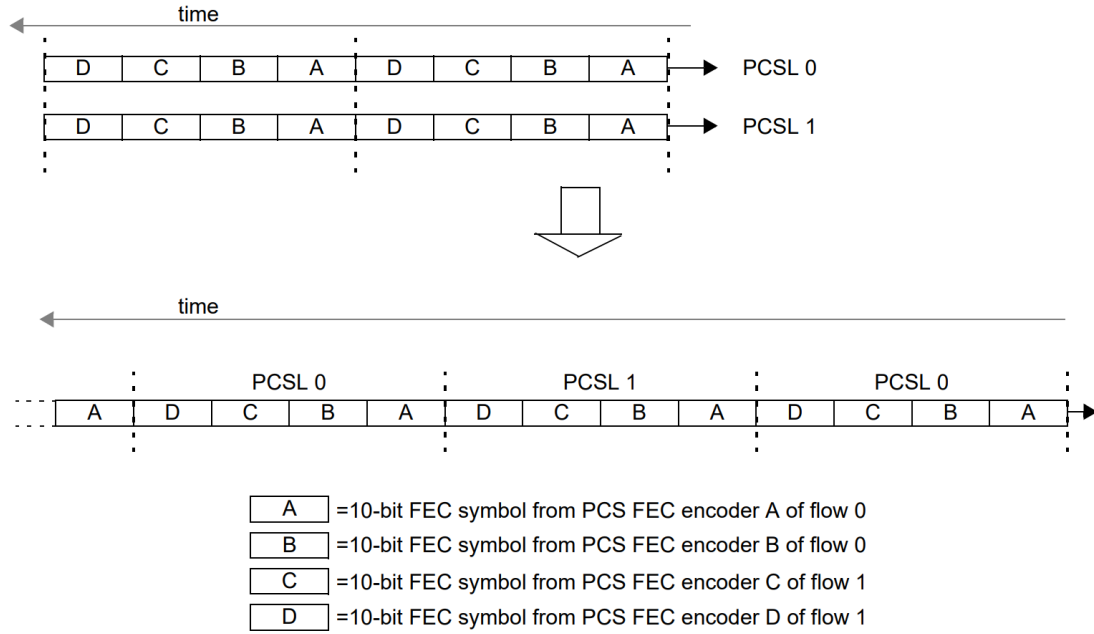 time
D C B A D C B A PCSL 0
D C B A D C B A PCSL 1
time
PCSL 0 PCSL 1 PCSL 0
A D C B A D C B A D C B A
A =10-bit FEC symbol from PCS FEC encoder A of flow 0
B =10-bit FEC symbol from PCS FEC encoder B of flow 0
C =10-bit FEC symbol from PCS FEC encoder C of flow 1
D =10-bit FEC symbol from PCS FEC encoder D of flow 1